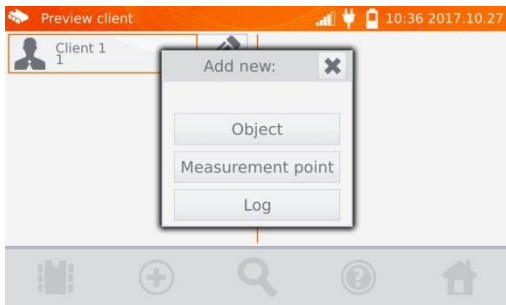 Preview client
10:36 2017.10.27
Client 1
1
Add new:
Object
Measurement point
Log